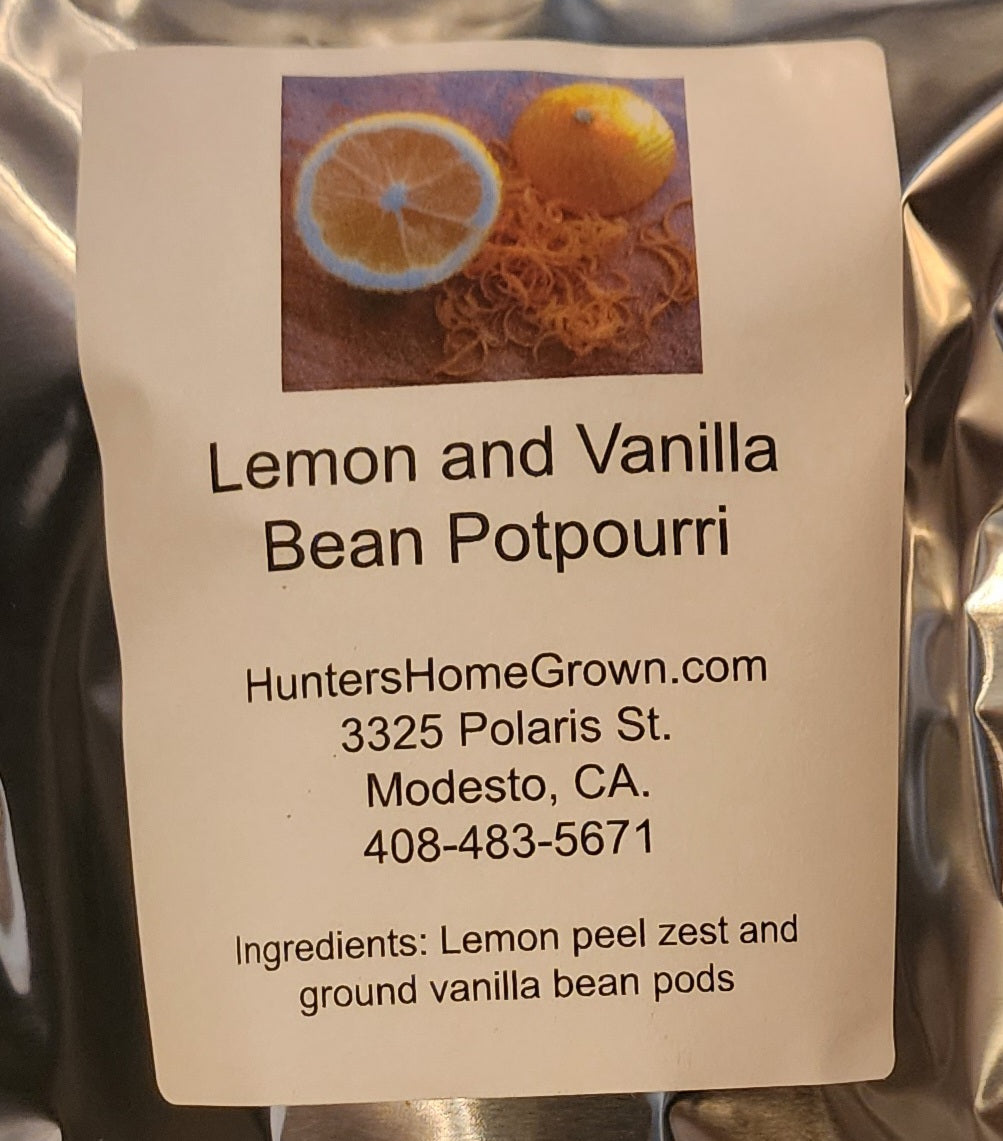 Lemon and Vanilla
Bean Potpourri
HuntersHomeGrown.com
3325 Polaris St.
Modesto, CA.
408-483-5671
Ingredients: Lemon peel zest and
ground vanilla bean pods